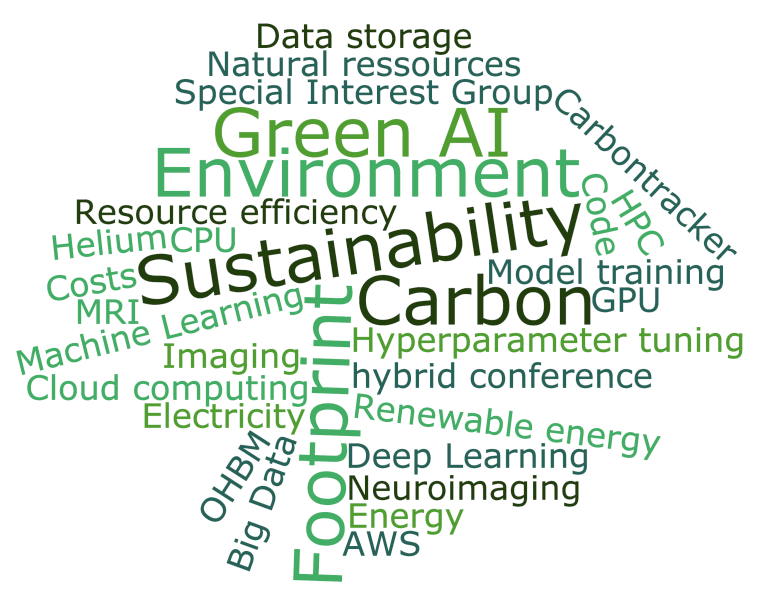 Data storage
Natural ressources
Special Interest Group
Carbontracker
Green AI
Environment
Code
HPC
Resource efficiency
Sustainability
Helium
CPU
Costs
Model training
Carbon
GPU
MRI
Machine Learning
Footprint
Hyperparameter tuning
Imaging
hybrid conference
Cloud computing
Electricity
Renewable energy
OHBM
Big Data
Deep Learning
Neuroimaging
Energy
AWS